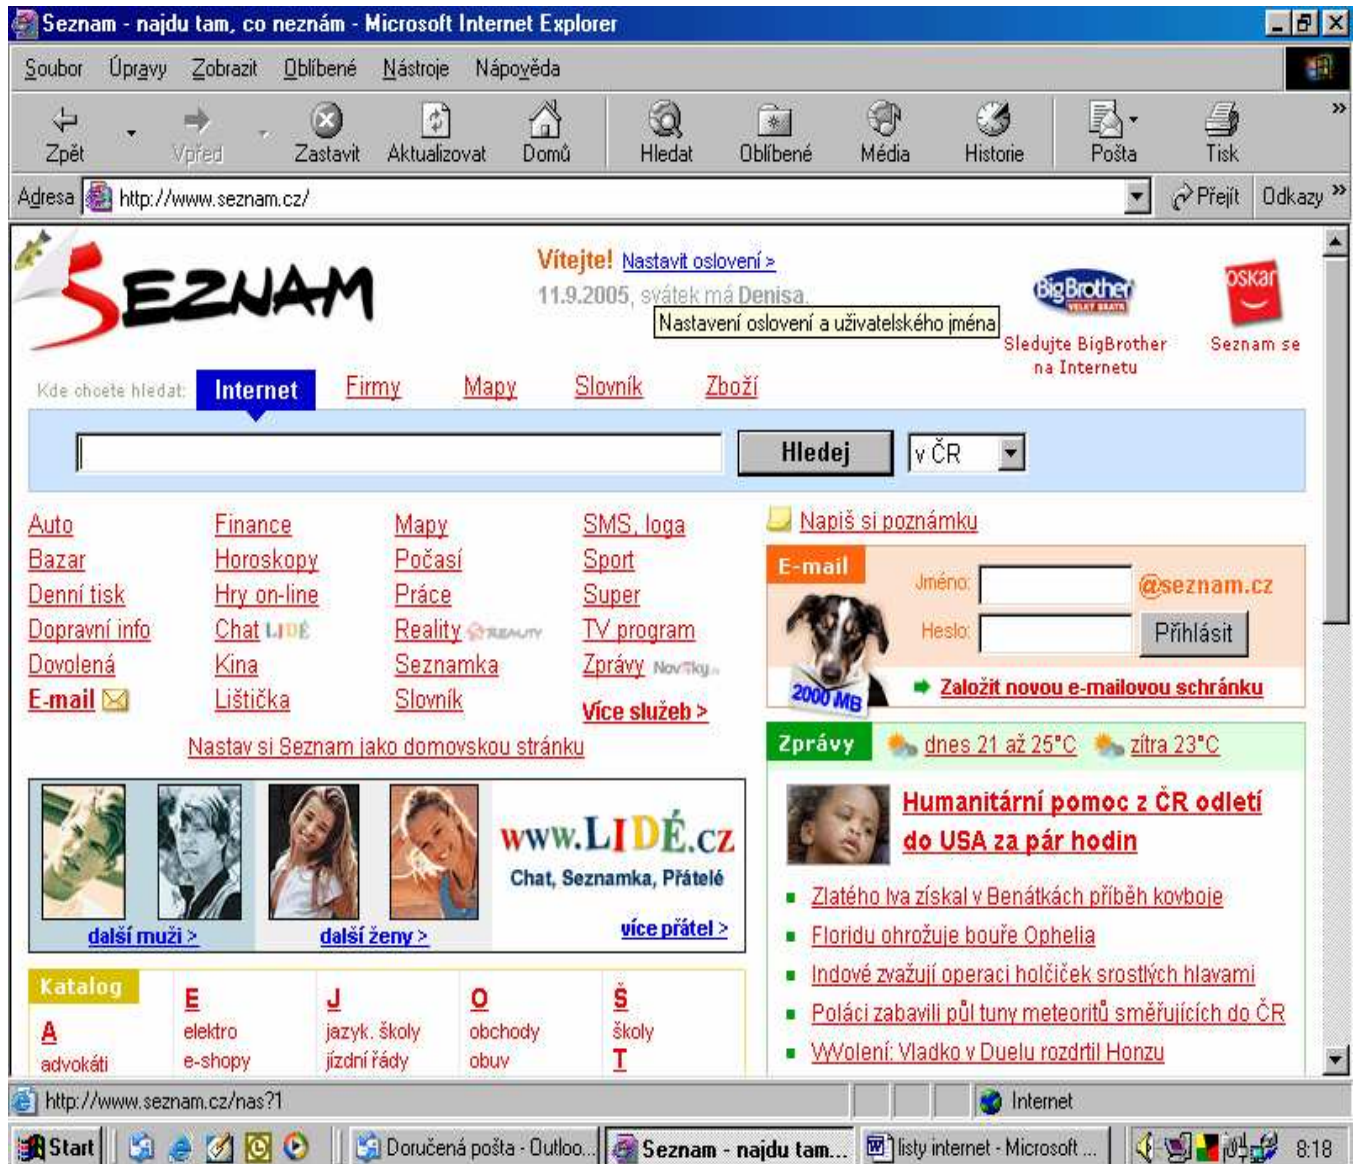 Seznam - najdu tam, co neznám - Microsoft Internet Explorer
Soubor Úpravy Zobrazit Oblíbené Nástroje Nápověda
Zpět Vpřed Zastavit Aktualizovat Domů Hledat Oblíbené Média Historie Pošta Tisk »
Adresa http://www.seznam.cz/ Přejít Odkazy »
SEZNAM
Vítejte! Nastavit oslovení >
11.9.2005, svátek má Denisa.
Nastavení oslovení a uživatelského jména
BigBrother
VELKÝ BRATR
Sledujte BigBrother
na Internetu
oskar
Seznam se
Kde chcete hledat: Internet Firmy Mapy Slovník Zboží
Hledej v ČR
Auto Finance Mapy SMS, loga
Bazar Horoskopy Počasí Sport
Denní tisk Hry on-line Práce Super
Dopravní info Chat LIDÉ Reality SREALITY TV program
Dovolená Kina Seznamka Zprávy Novinky
E-mail Lištička Slovník Více služeb >
Nastav si Seznam jako domovskou stránku
Napiš si poznámku
E-mail
Jméno: @seznam.cz
Heslo: Přihlásit
2000 MB
Založit novou e-mailovou schránku
Zprávy dnes 21 až 25°C zítra 23°C
Humanitární pomoc z ČR odletí
do USA za pár hodin
Zlatého lva získal v Benátkách příběh kovboje
Floridu ohrožuje bouře Ophelia
Indové zvažují operaci holčiček srostlých hlavami
Poláci zabavili půl tuny meteoritů směřujících do ČR
VyVolení: Vladko v Duelu rozdrtil Honzu
www.LIDÉ.cz
Chat, Seznamka, Přátelé
další muži > další ženy > více přátel >
Katalog
A
advokáti
E
elektro
e-shopy
J
jazyk. školy
jízdní řády
O
obchody
obuv
Š
školy
T
http://www.seznam.cz/nas?1 Internet
Start Doručená pošta - Outloo... Seznam - najdu tam... listy internet - Microsoft ... 8:18